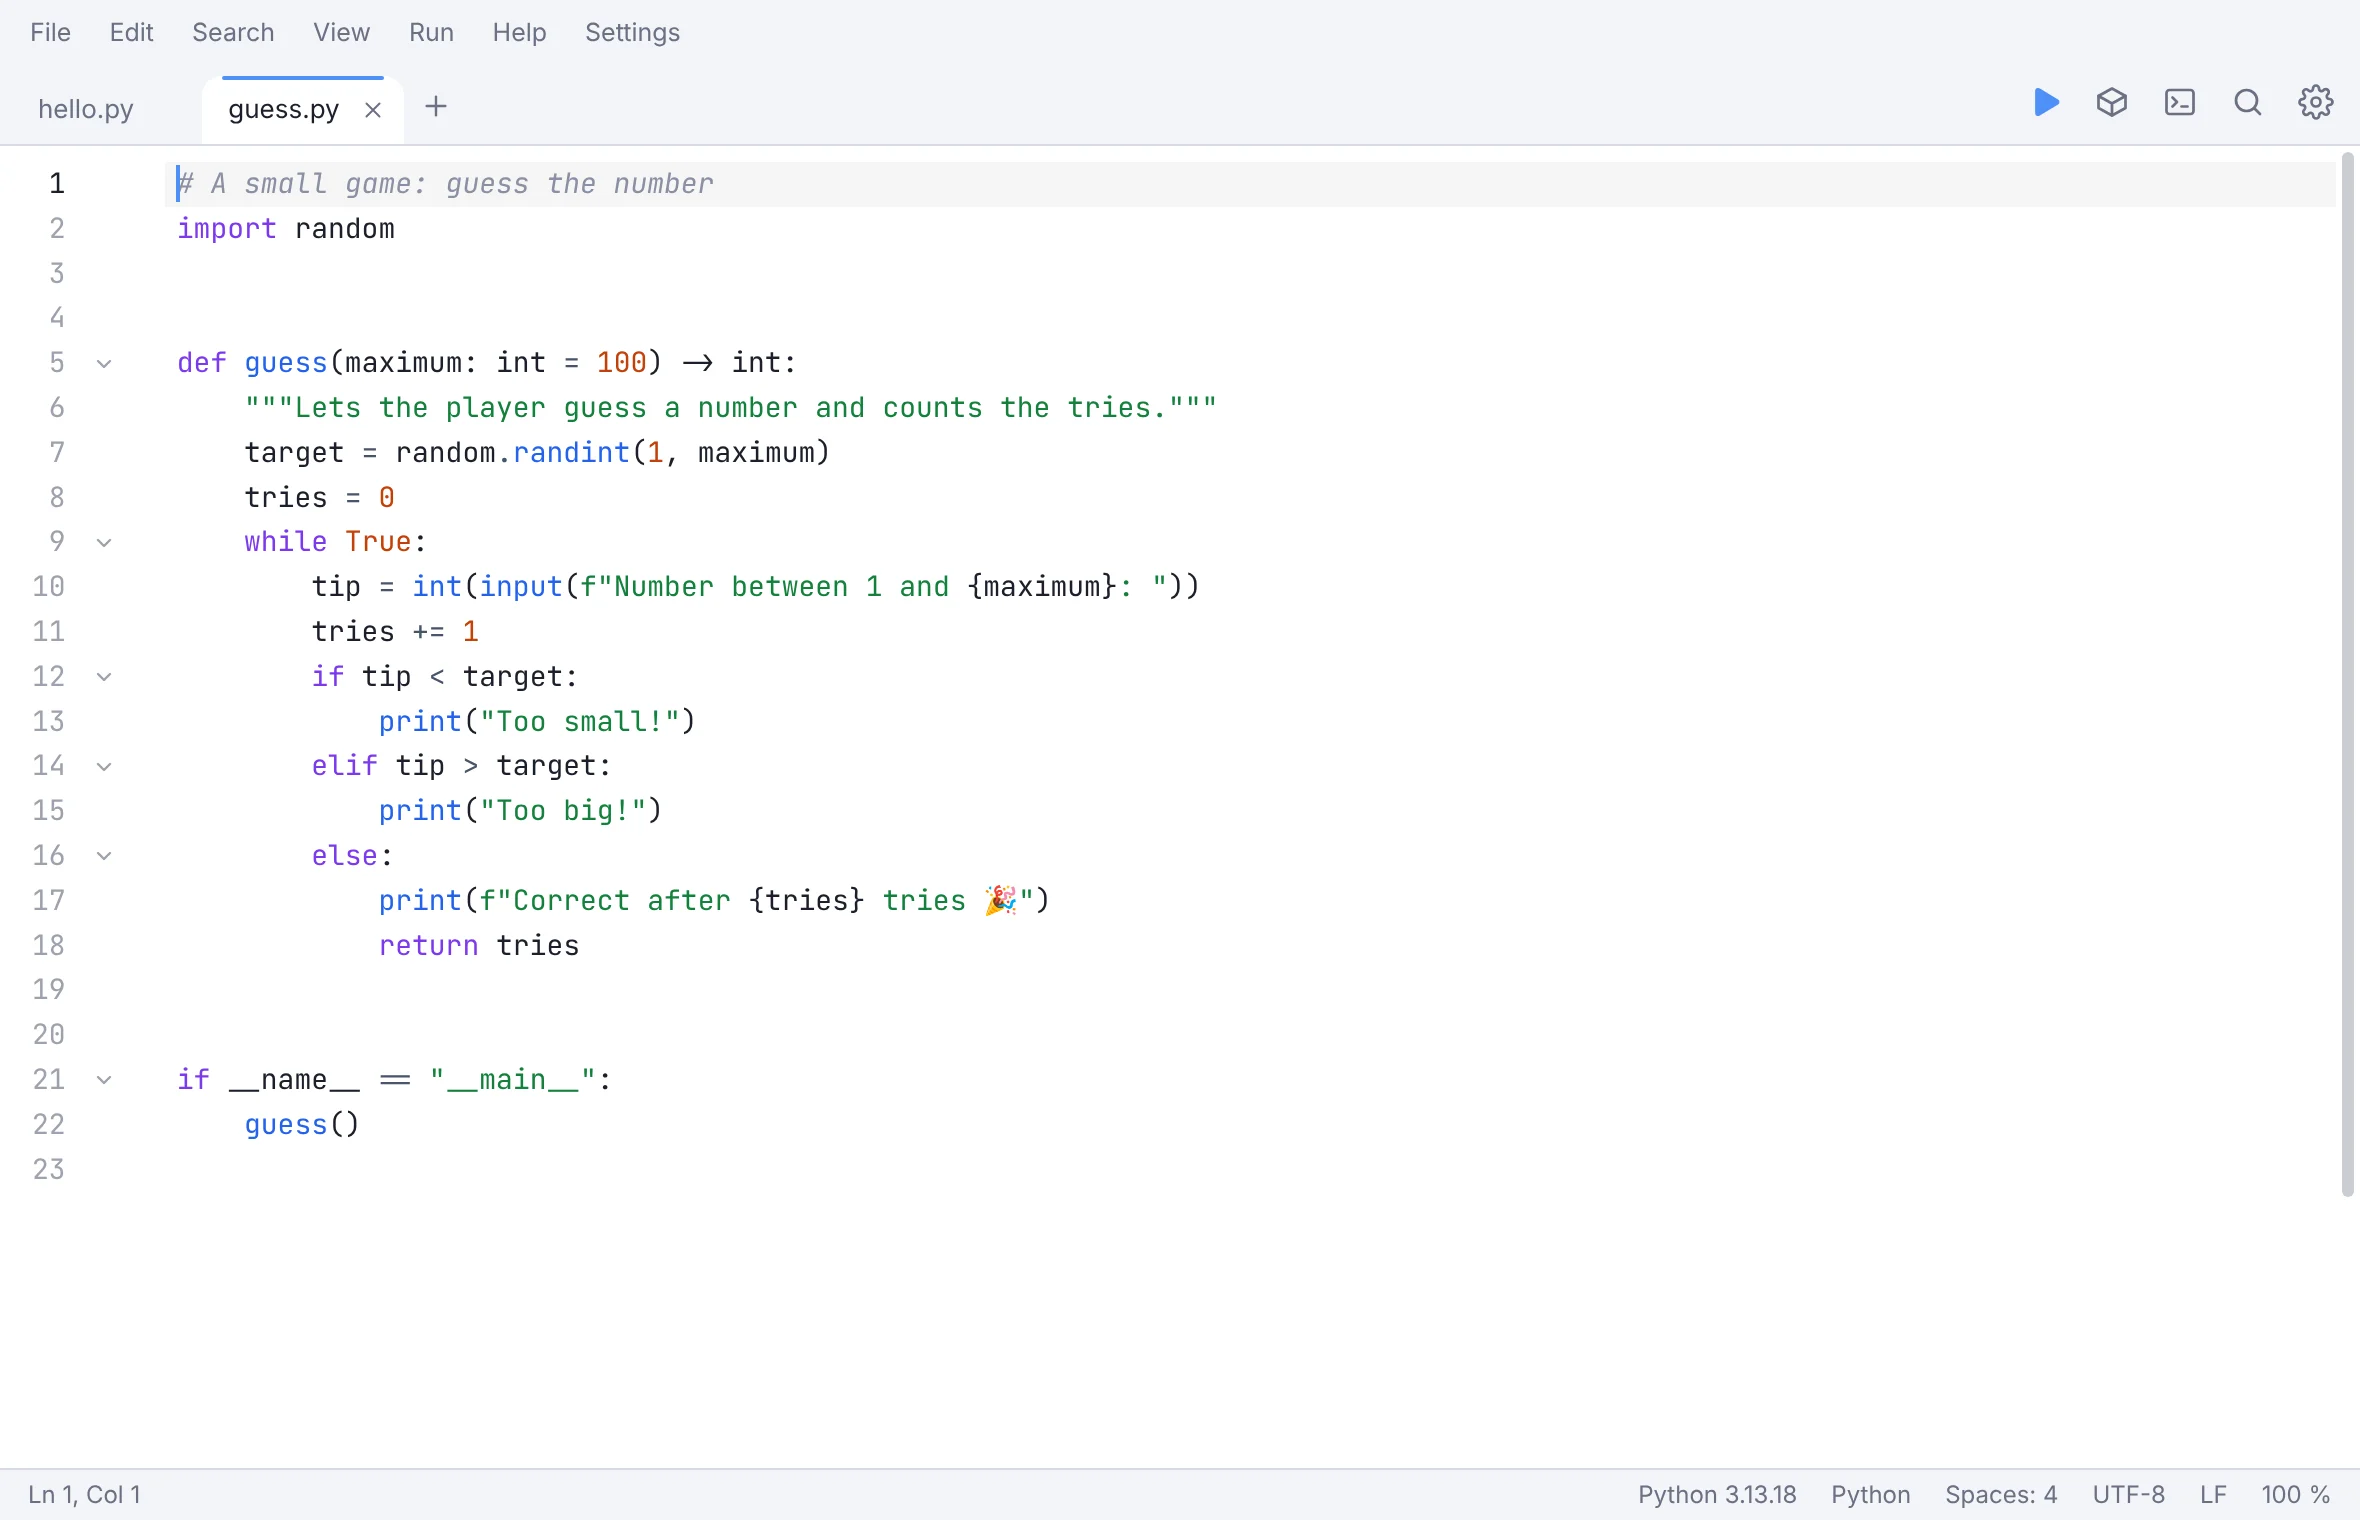 File Edit Search View Run Help Settings
hello.py guess.py
1 # A small game: guess the number
2 import random
3
4
5 def guess(maximum: int = 100) -> int:
6     """Lets the player guess a number and counts the tries."""
7     target = random.randint(1, maximum)
8     tries = 0
9     while True:
10         tip = int(input(f"Number between 1 and {maximum}: "))
11         tries += 1
12         if tip < target:
13             print("Too small!")
14         elif tip > target:
15             print("Too big!")
16         else:
17             print(f"Correct after {tries} tries 🎉")
18             return tries
19
20
21 if __name__ == "__main__":
22     guess()
23
Ln 1, Col 1 Python 3.13.18 Python Spaces: 4 UTF-8 LF 100 %